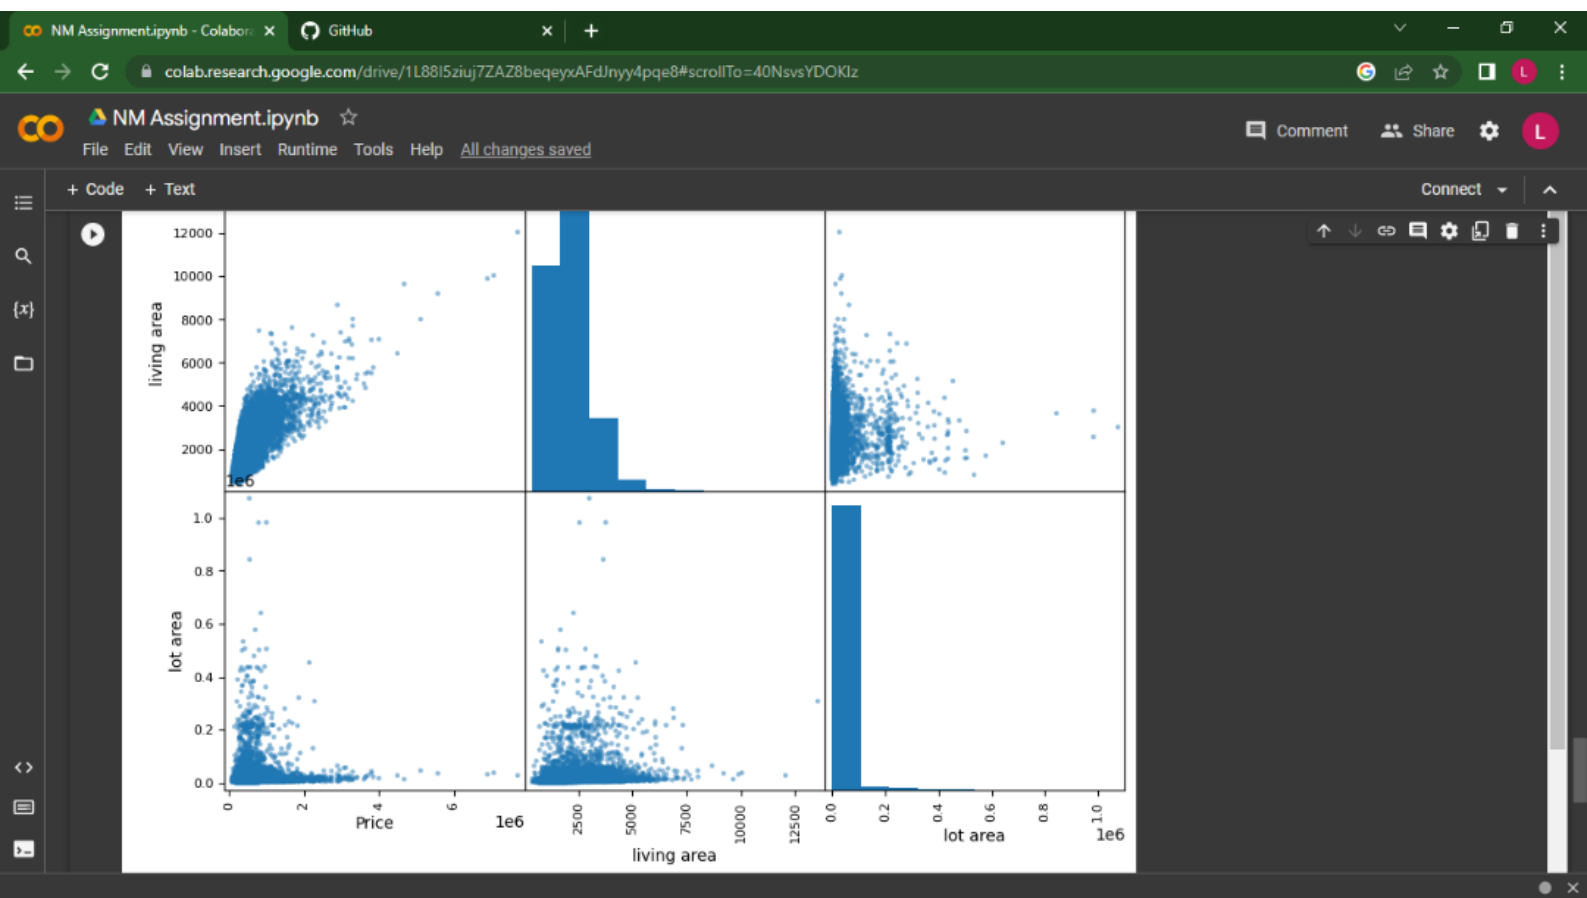 NM Assignment.ipynb - Colabor
GitHub
colab.research.google.com/drive/1L88I5ziuj7ZAZ8beqeyxAFdJnyy4pqe8#scrollTo=40NsvsYDOKIz
G
L
CO
NM Assignment.ipynb
Comment
Share
L
File Edit View Insert Runtime Tools Help All changes saved
+ Code + Text
Connect
{x}
living area
12000
10000
8000
6000
4000
2000
1e6
lot area
1.0
0.8
0.6
0.4
0.2
0.0
0 2 4 6
Price
1e6
2500 5000 7500 10000 12500
living area
0.0 0.2 0.4 0.6 0.8 1.0
lot area
1e6